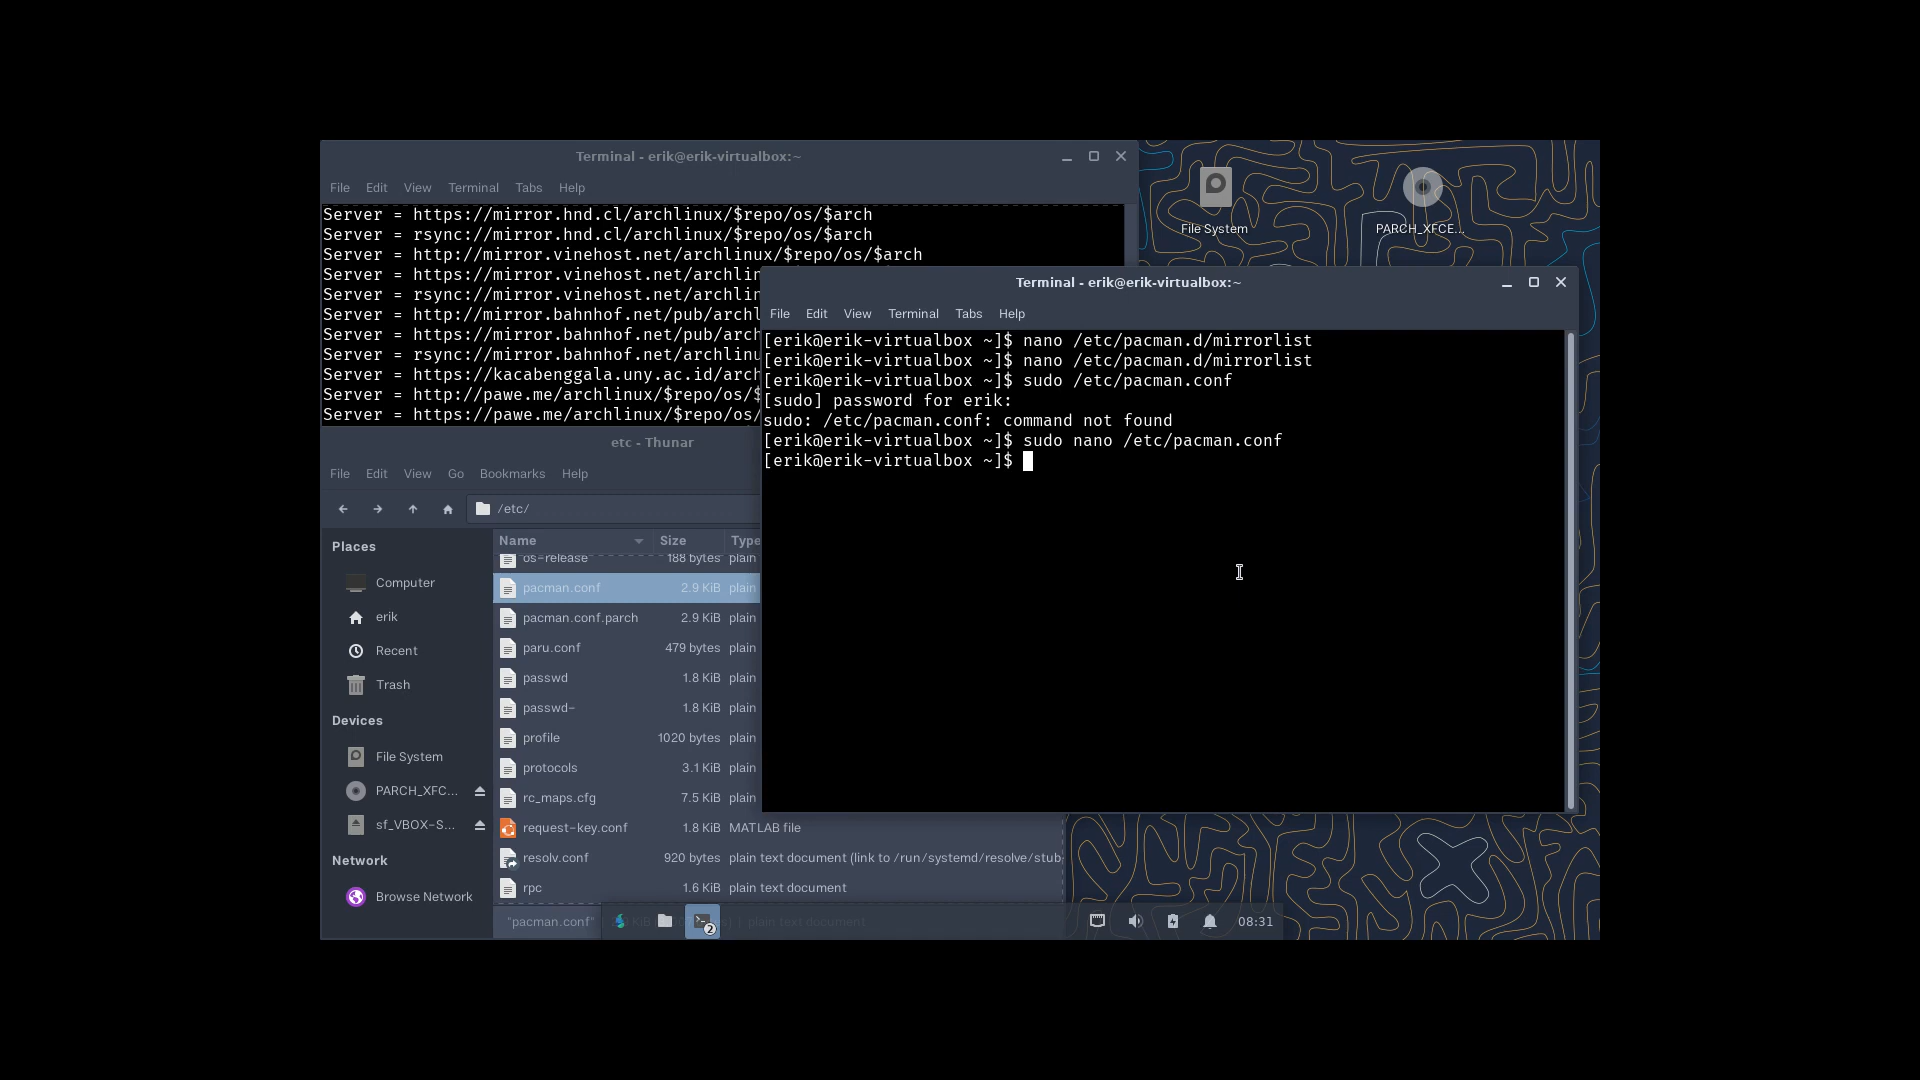 Terminal - erik@erik-virtualbox:~
File Edit View Terminal Tabs Help
Server = https://mirror.hnd.cl/archlinux/$repo/os/$arch
Server = rsync://mirror.hnd.cl/archlinux/$repo/os/$arch
Server = http://mirror.vinehost.net/archlinux/$repo/os/$arch
Server = https://mirror.vinehost.net/archlin
Server = rsync://mirror.vinehost.net/archlin
Server = http://mirror.bahnhof.net/pub/archl
Server = https://mirror.bahnhof.net/pub/arch
Server = rsync://mirror.bahnhof.net/archlinu
Server = https://kacabenggala.uny.ac.id/arch
Server = http://pawe.me/archlinux/$repo/os/$
Server = https://pawe.me/archlinux/$repo/os/
File System
PARCH_XFCE...
Terminal - erik@erik-virtualbox:~
File Edit View Terminal Tabs Help
[erik@erik-virtualbox ~]$ nano /etc/pacman.d/mirrorlist
[erik@erik-virtualbox ~]$ nano /etc/pacman.d/mirrorlist
[erik@erik-virtualbox ~]$ sudo /etc/pacman.conf
[sudo] password for erik:
sudo: /etc/pacman.conf: command not found
[erik@erik-virtualbox ~]$ sudo nano /etc/pacman.conf
[erik@erik-virtualbox ~]$
etc - Thunar
File Edit View Go Bookmarks Help
/etc/
Places
Computer
erik
Recent
Trash
Devices
File System
PARCH_XFC...
sf_VBOX-S...
Network
Browse Network
Name Size Type
os-release 188 bytes plain
pacman.conf 2.9 KiB plain
pacman.conf.parch 2.9 KiB plain
paru.conf 479 bytes plain
passwd 1.8 KiB plain
passwd- 1.8 KiB plain
profile 1020 bytes plain
protocols 3.1 KiB plain
rc_maps.cfg 7.5 KiB plain
request-key.conf 1.8 KiB MATLAB file
resolv.conf 920 bytes plain text document (link to /run/systemd/resolve/stub
rpc 1.6 KiB plain text document
"pacman.conf" | plain text document
2
08:31